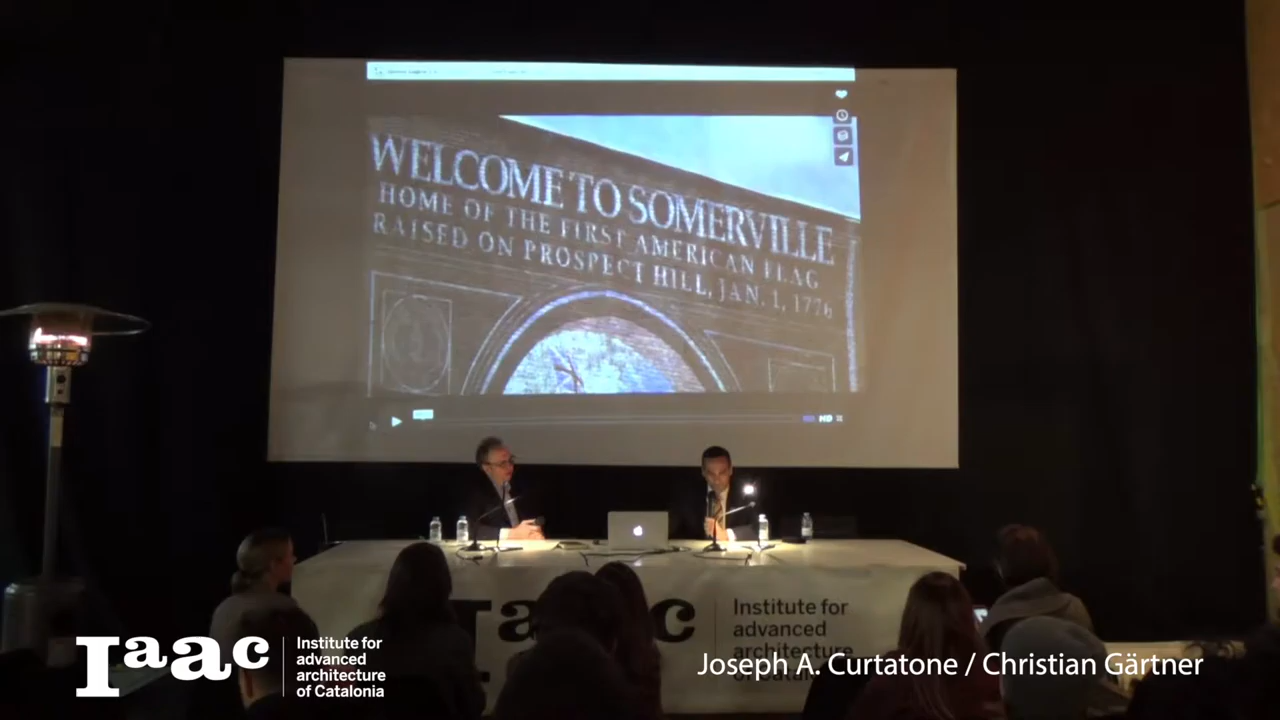 WELCOME TO SOMERVILLE
HOME OF THE FIRST AMERICAN FLAG
RAISED ON PROSPECT HILL, JAN. 1, 1776
HD
Iaac
Institute for
advanced
architecture
Iaac
Institute for
advanced
architecture
of Catalonia
Joseph A. Curtatone / Christian Gärtner